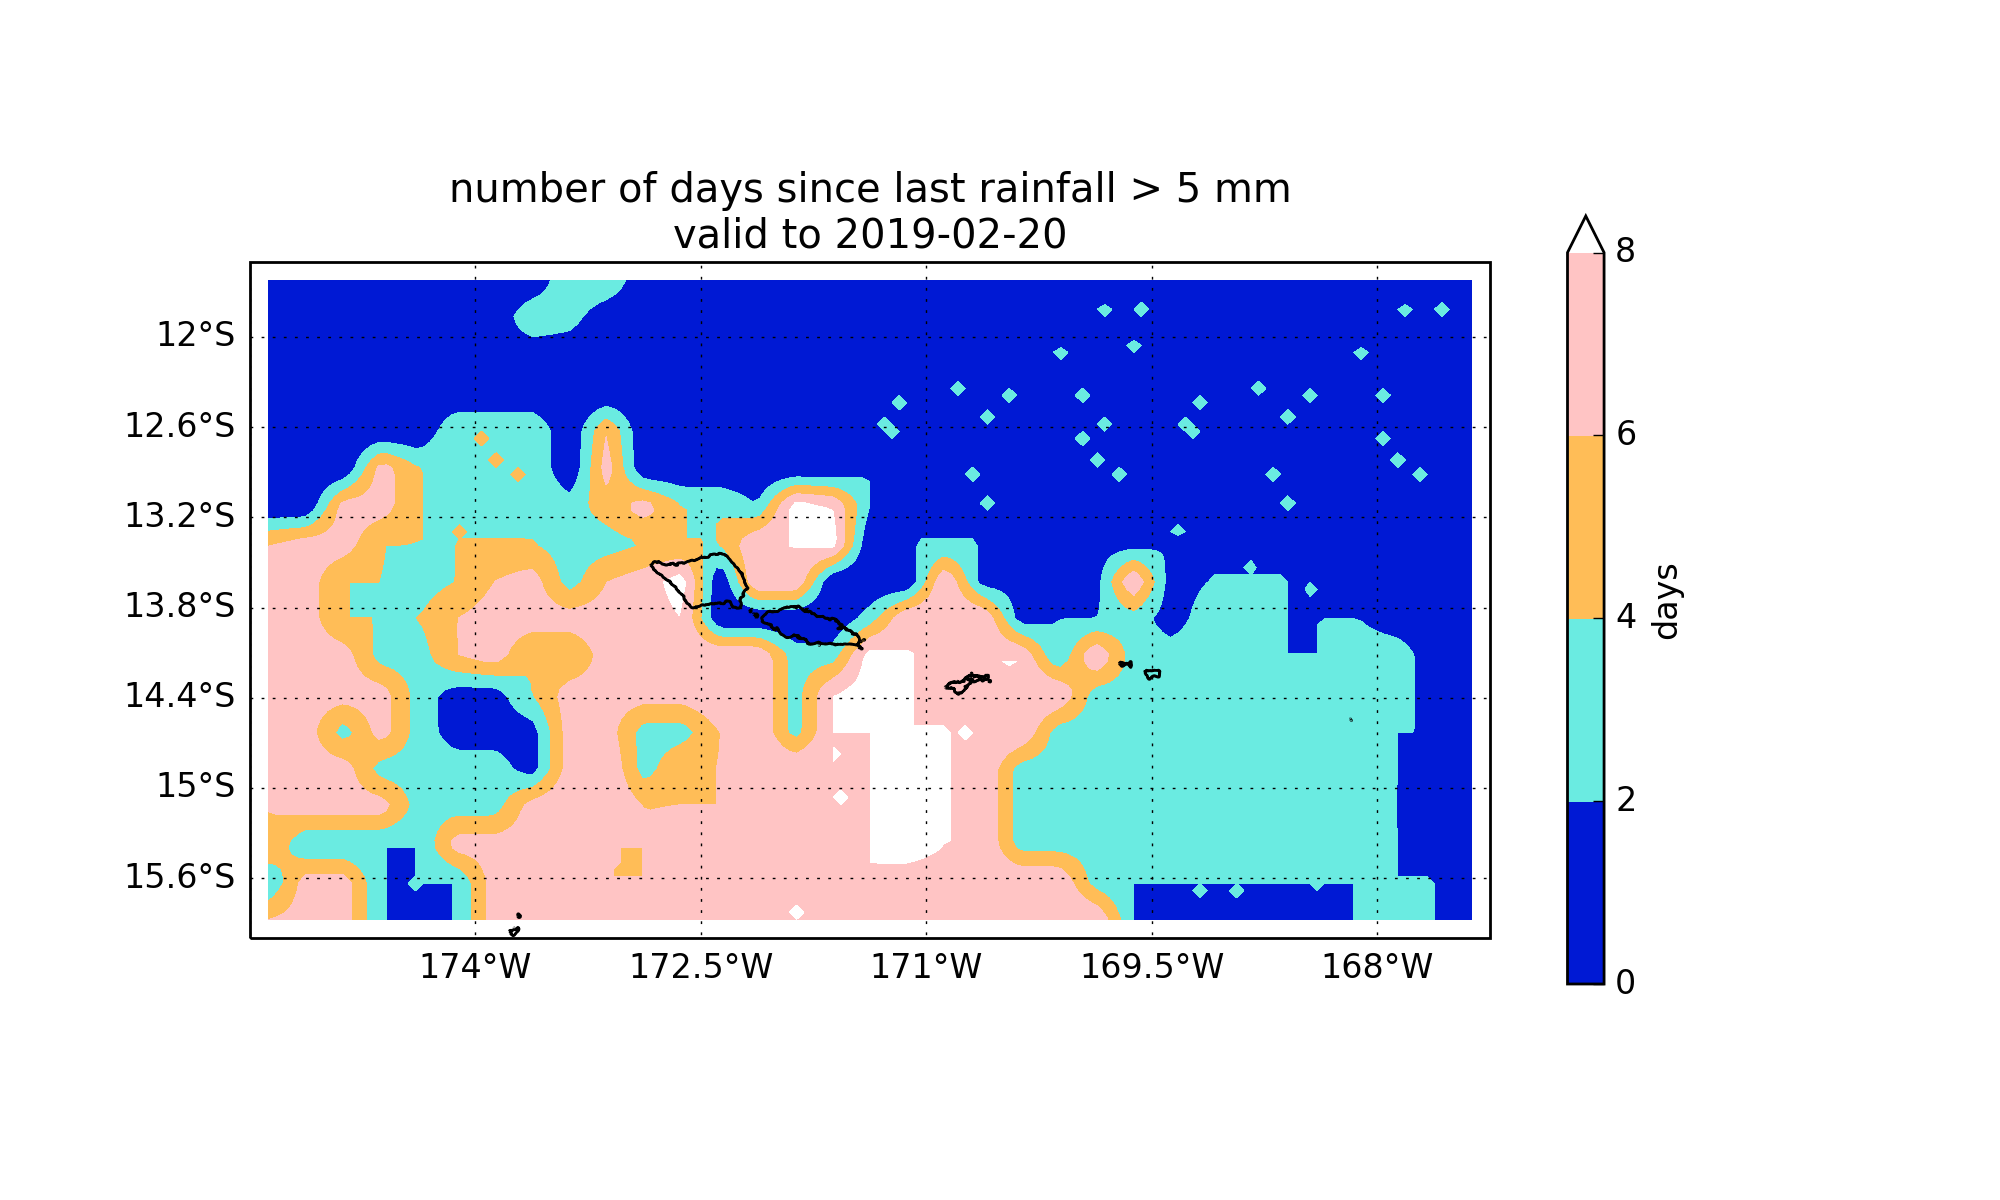 number of days since last rainfall > 5 mm
valid to 2019-02-20
12°S
12.6°S
13.2°S
13.8°S
14.4°S
15°S
15.6°S
174°W
172.5°W
171°W
169.5°W
168°W
8
6
4
2
0
days